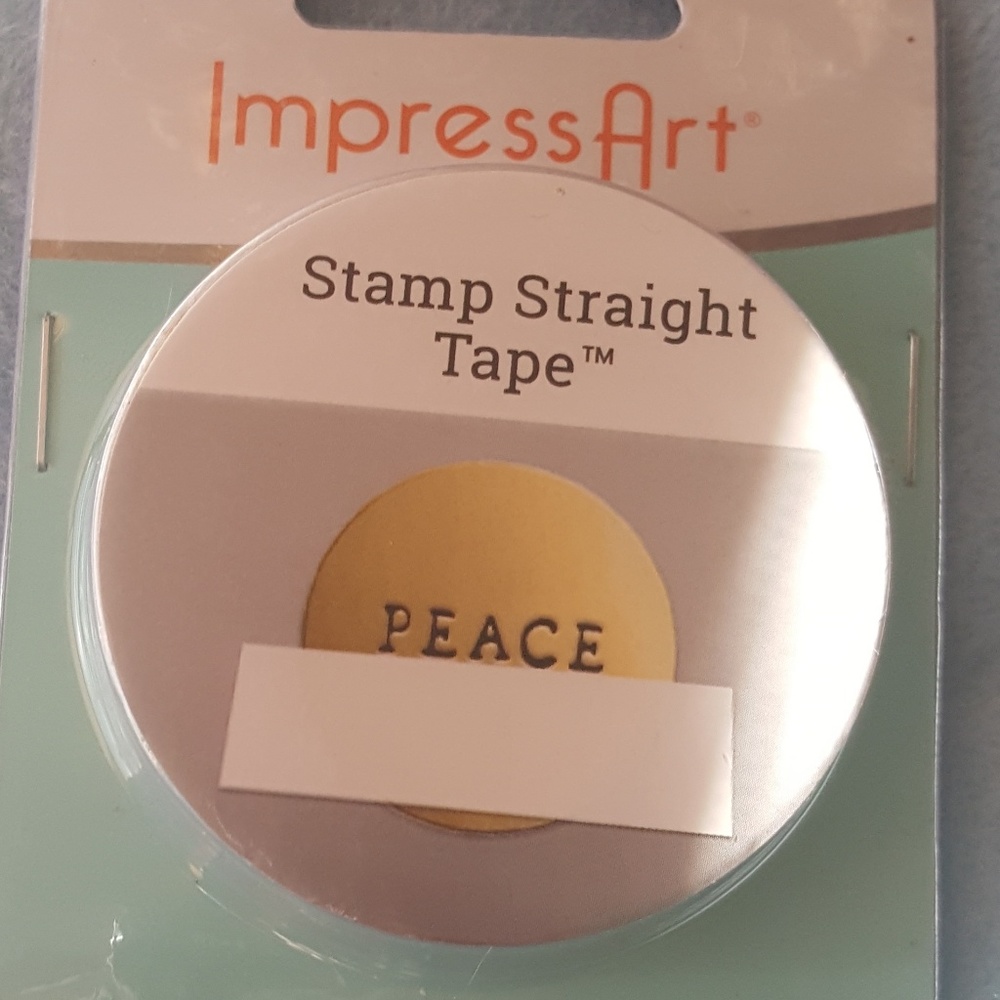 ImpressArt®
Stamp Straight
Tape™
PEACE